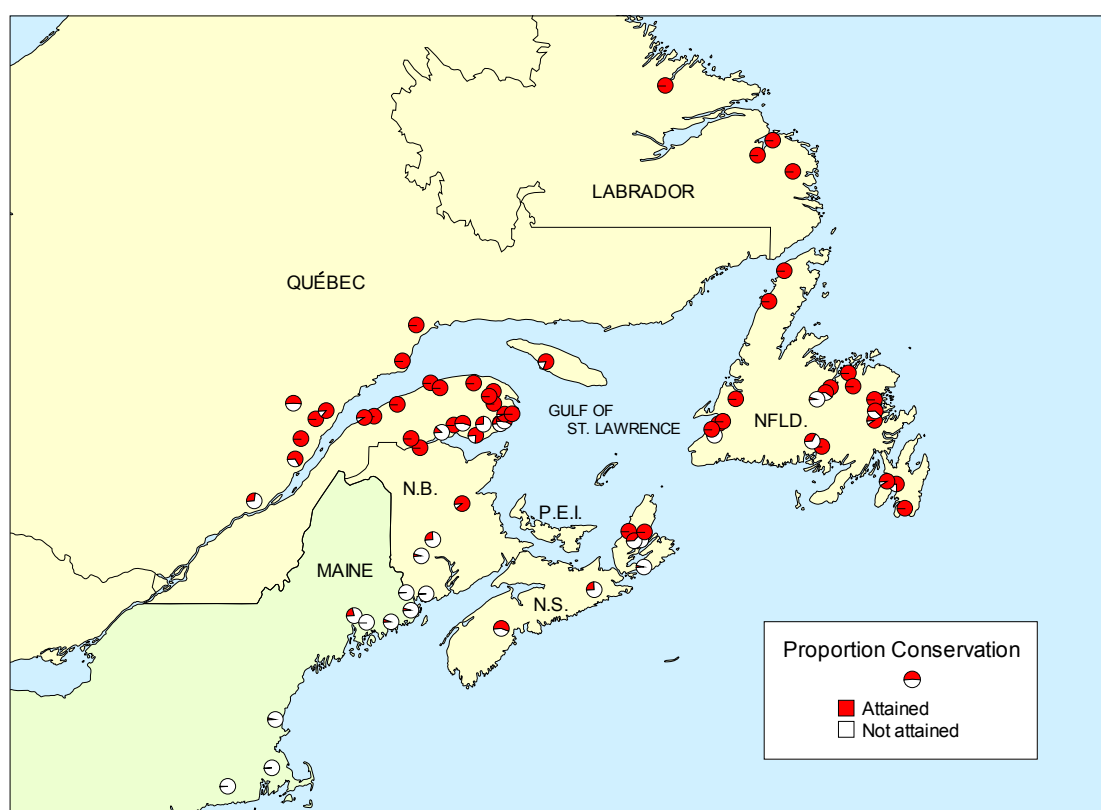 LABRADOR
QUÉBEC
GULF OF
ST. LAWRENCE
NFLD.
N.B.
P.E.I.
MAINE
N.S.
Proportion Conservation
Attained
Not attained